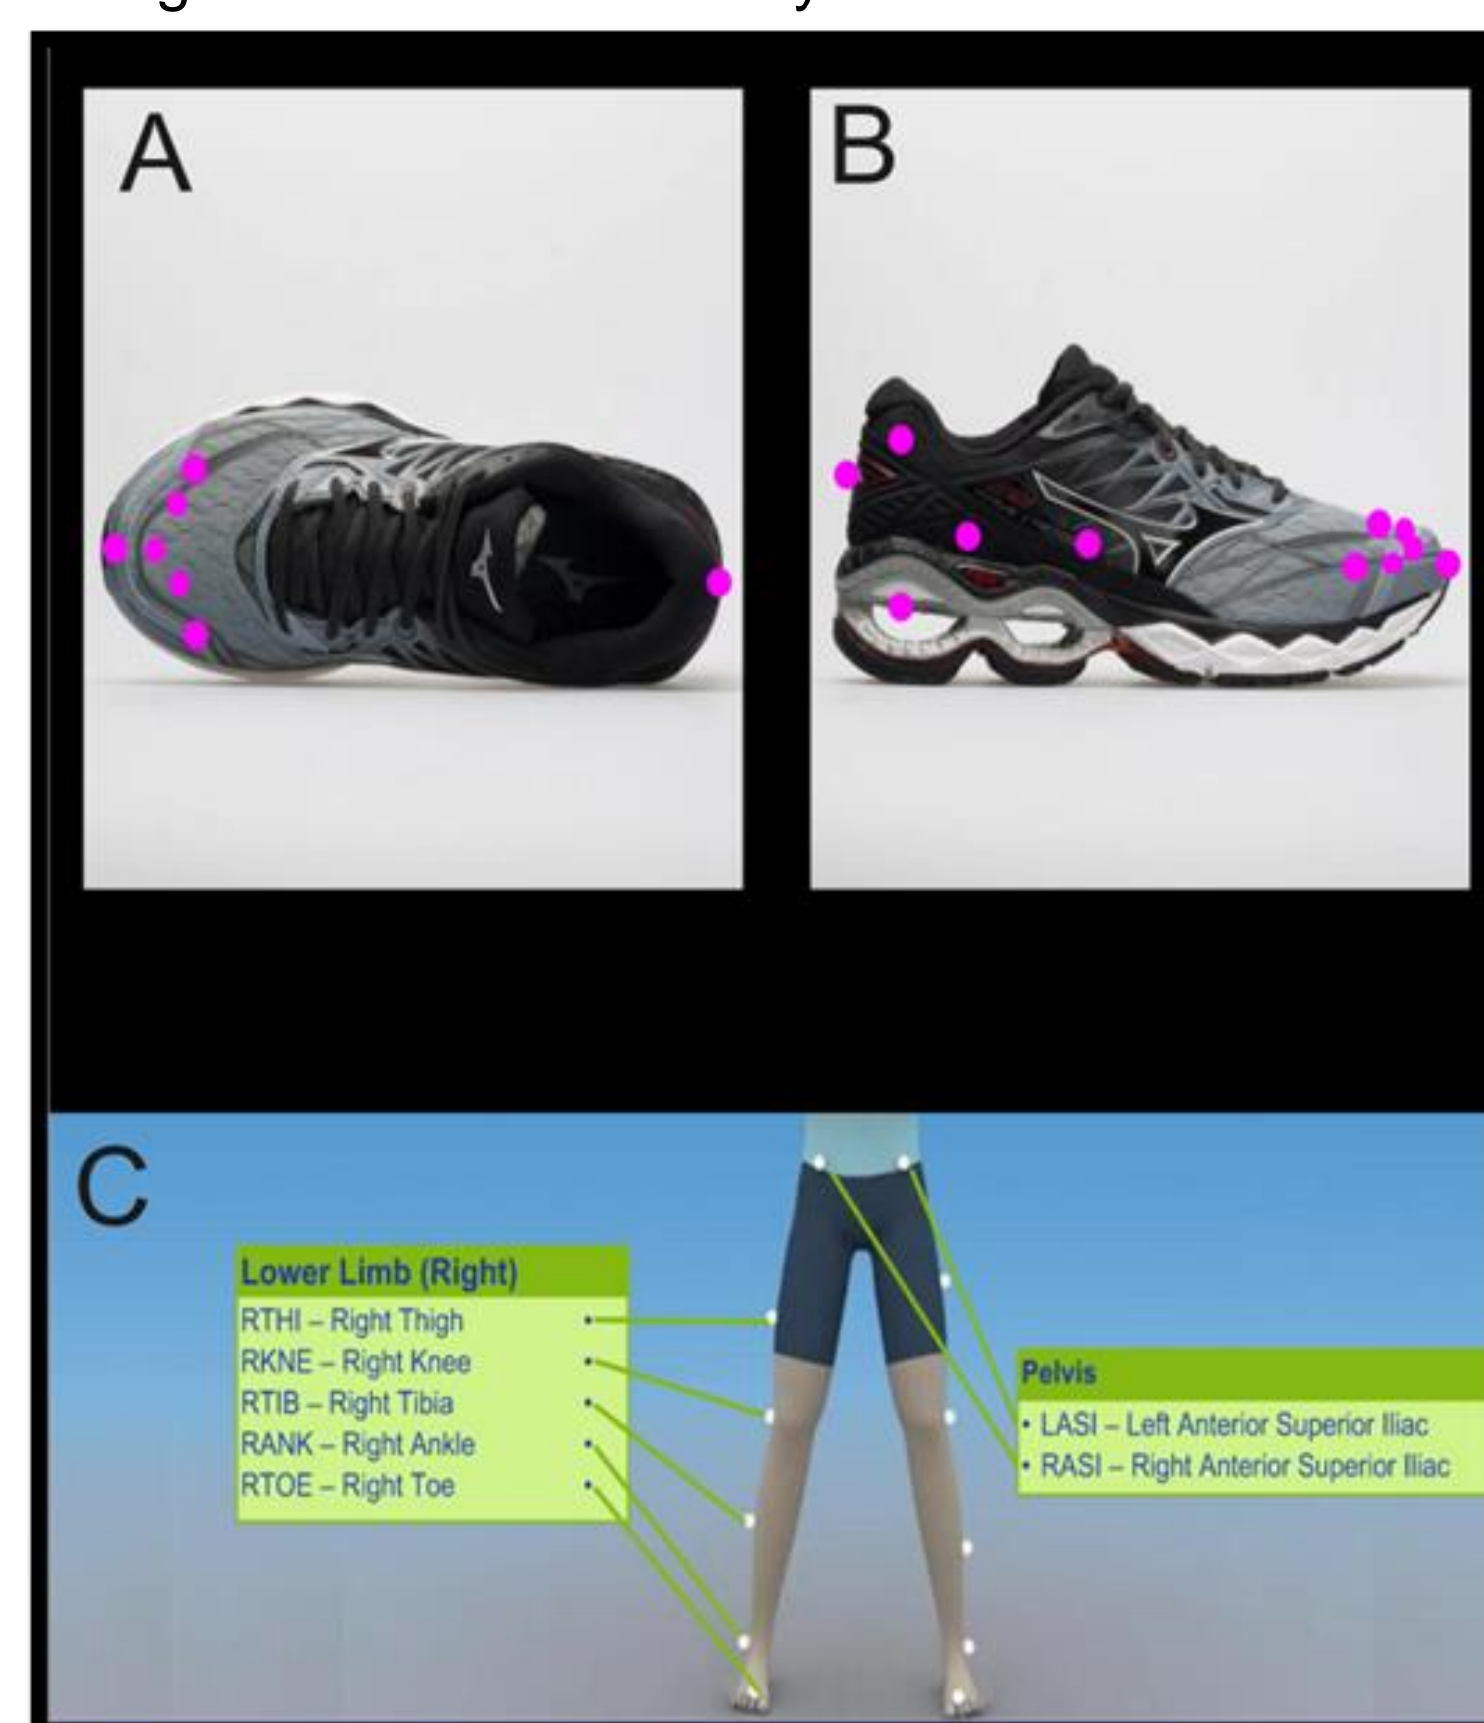 A
B
C
Lower Limb (Right)
RTHI – Right Thigh
RKNE – Right Knee
RTIB – Right Tibia
RANK – Right Ankle
RTOE – Right Toe
Pelvis
• LASI – Left Anterior Superior Iliac
• RASI – Right Anterior Superior Iliac